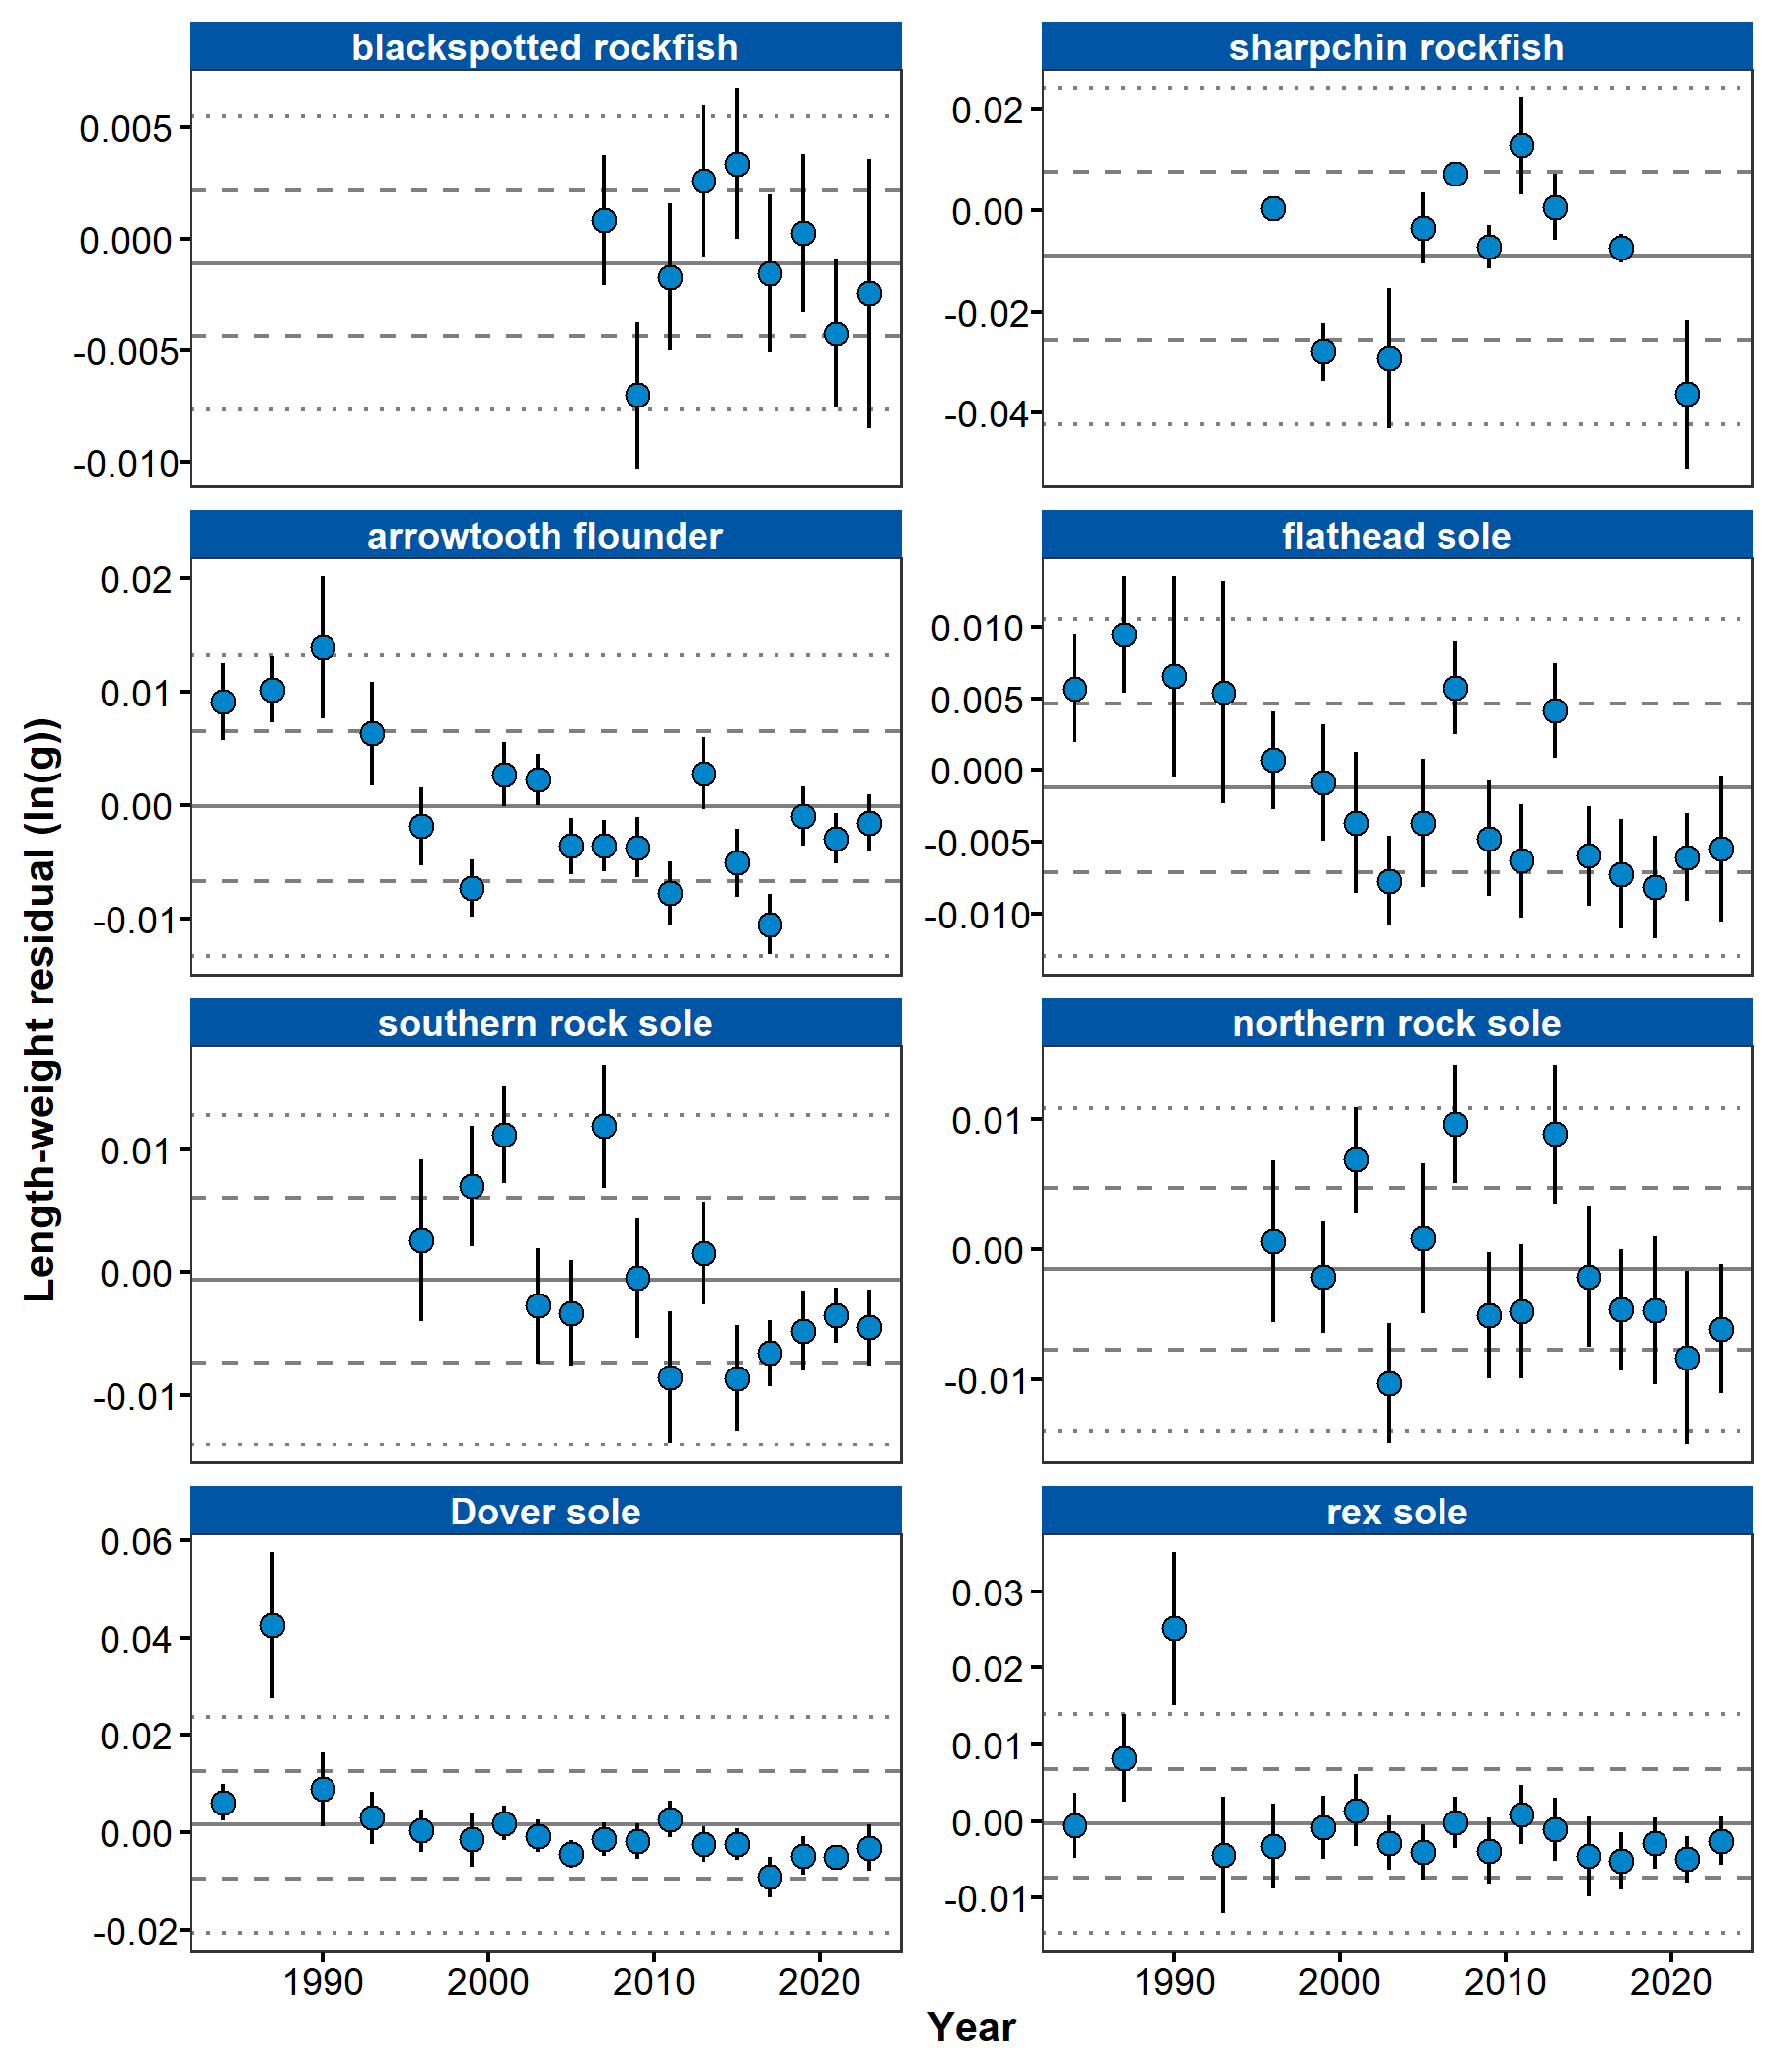 blackspotted rockfish
sharpchin rockfish
0.005
0.000
-0.005
-0.010
0.02
0.00
-0.02
-0.04
arrowtooth flounder
flathead sole
0.02
0.01
0.00
-0.01
0.010
0.005
0.000
-0.005
-0.010
southern rock sole
northern rock sole
0.01
0.00
-0.01
0.01
0.00
-0.01
Dover sole
rex sole
0.06
0.04
0.02
0.00
-0.02
0.03
0.02
0.01
0.00
-0.01
1990 2000 2010 2020
1990 2000 2010 2020
Year
Length-weight residual (ln(g))